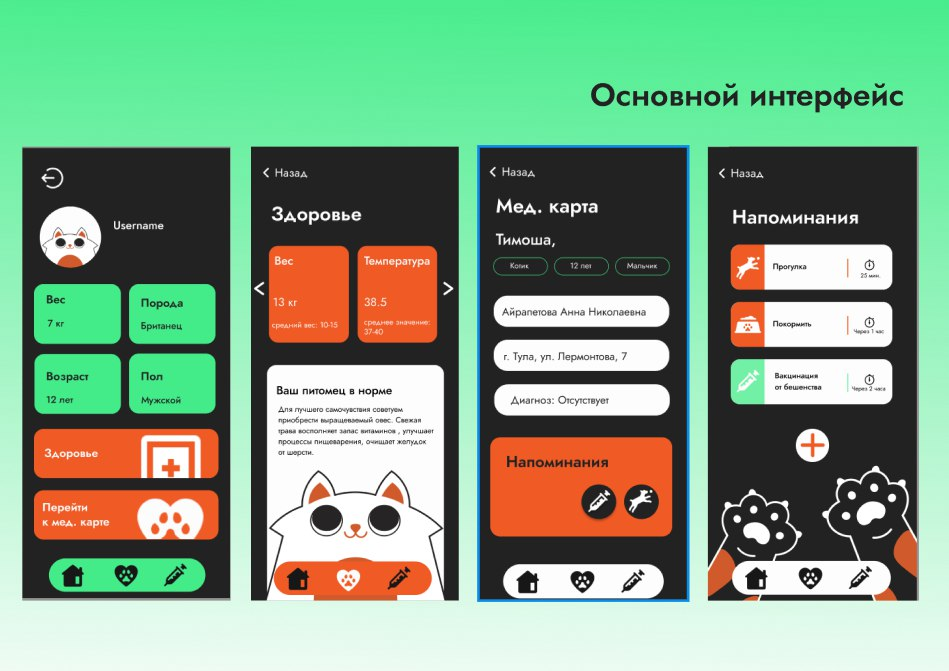 Основной интерфейс
Username
Вес
7 кг
Порода
Британец
Возраст
12 лет
Пол
Мужской
Здоровье
Перейти
к мед. карте
Назад
Здоровье
Вес
13 кг
средний вес: 10-15
Температура
38.5
среднее значение:
37-40
Ваш питомец в норме
Для лучшего самочувствия советуем
приобрести выращиваемый овес. Свежая
трава восполняет запас витаминов , улучшает
процессы пищеварения, очищает желудок
от шерсти.
Назад
Мед. карта
Тимоша,
Котик
12 лет
Мальчик
Айрапетова Анна Николаевна
г. Тула, ул. Лермонтова, 7
Диагноз: Отсутствует
Напоминания
Назад
Напоминания
Прогулка
25 мин.
Покормить
Через 1 час
Вакцинация
от бешенства
Через 2 часа